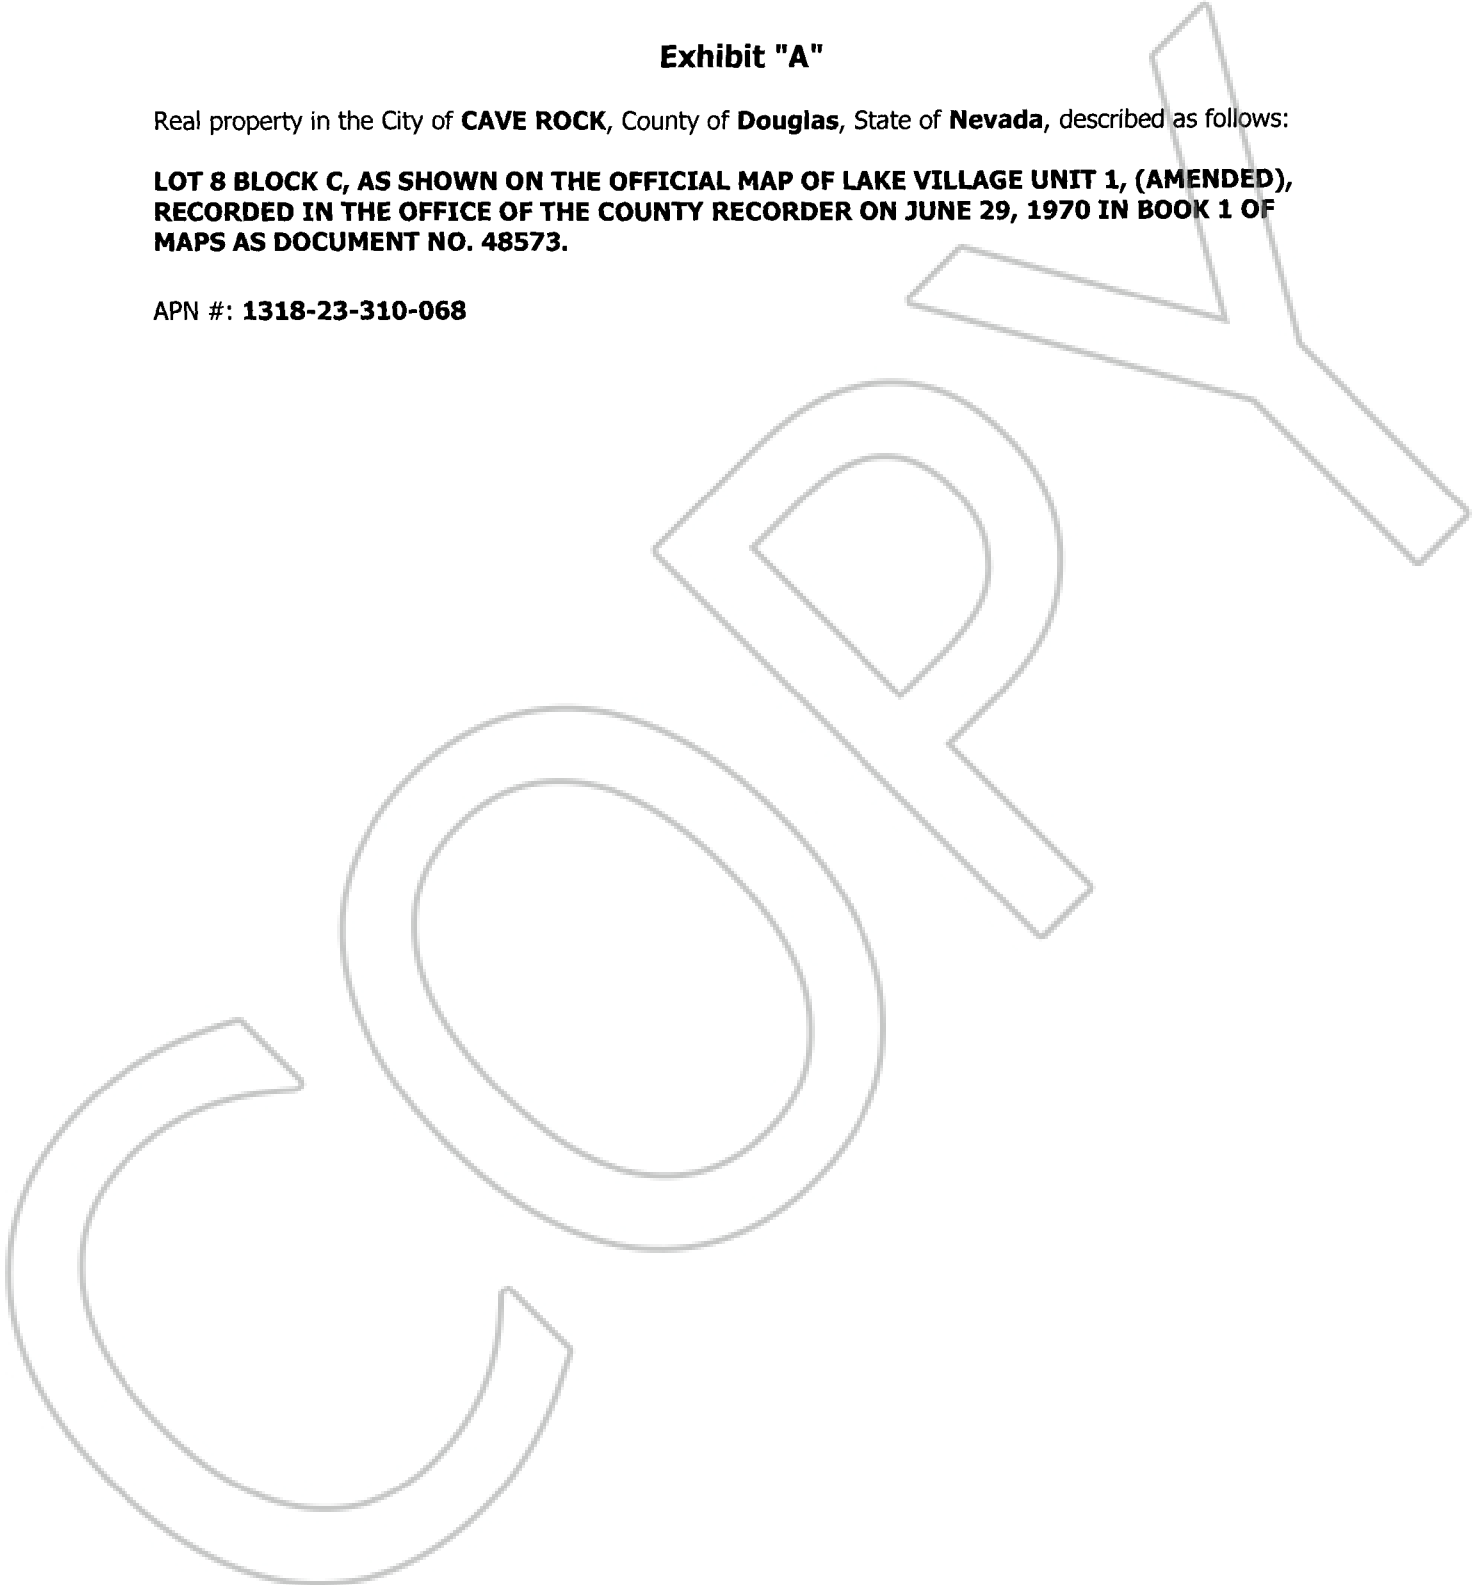 Exhibit "A"
Real property in the City of CAVE ROCK, County of Douglas, State of Nevada, described as follows:
LOT 8 BLOCK C, AS SHOWN ON THE OFFICIAL MAP OF LAKE VILLAGE UNIT 1, (AMENDED),
RECORDED IN THE OFFICE OF THE COUNTY RECORDER ON JUNE 29, 1970 IN BOOK 1 OF
MAPS AS DOCUMENT NO. 48573.
APN #: 1318-23-310-068
COPY